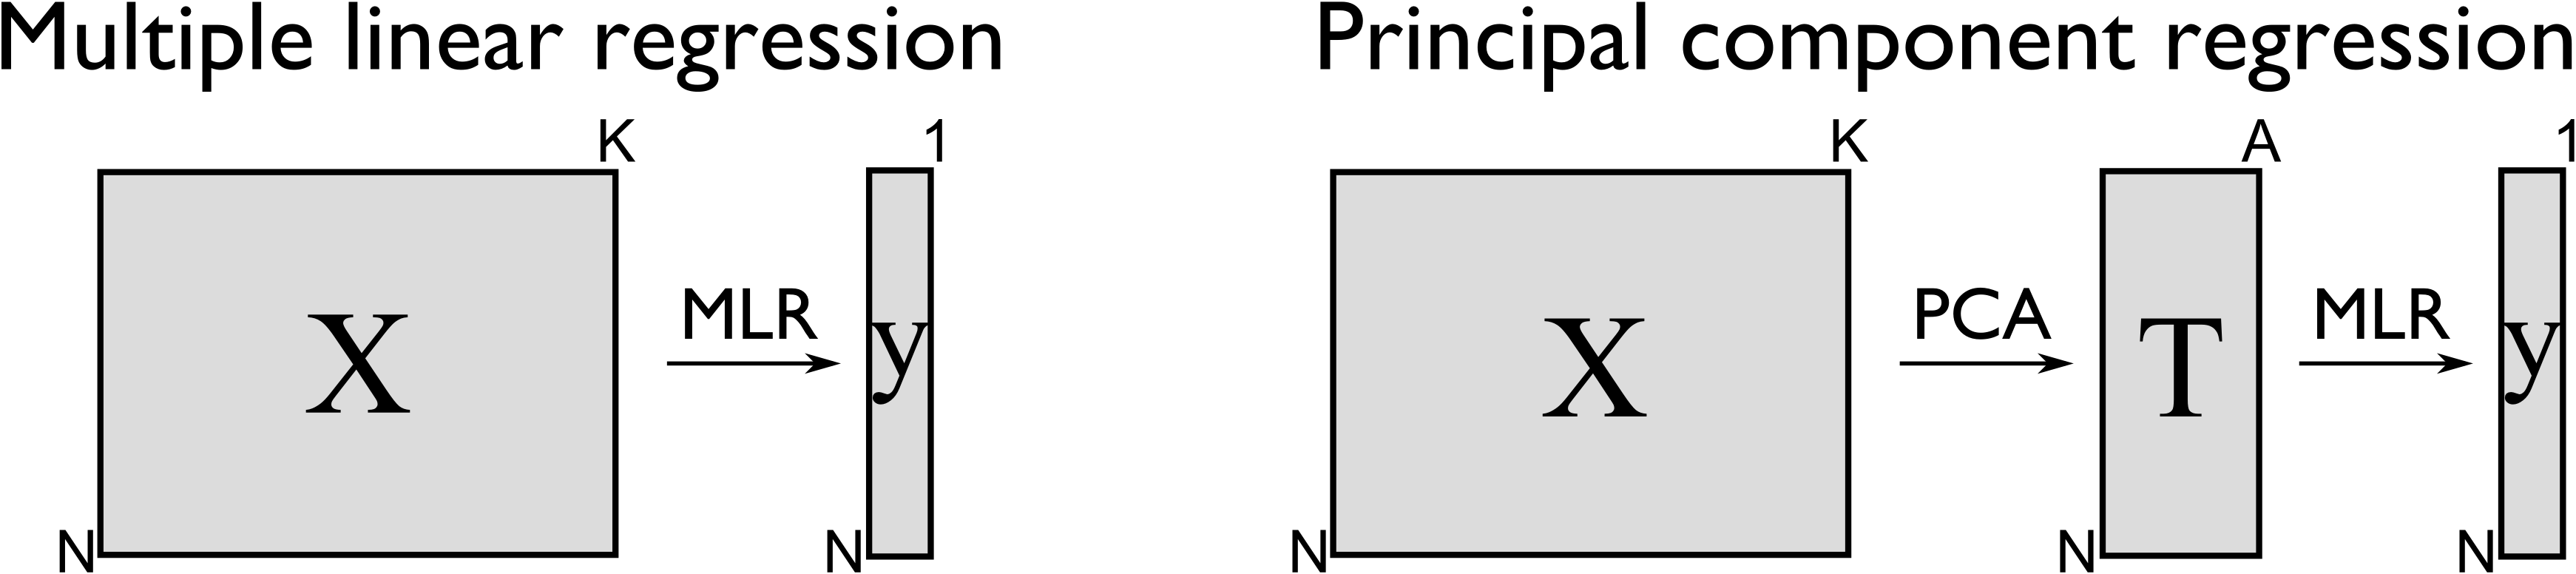 Multiple linear regression
K
1
X
MLR
y
N
N
Principal component regression
K
A
1
X
PCA
T
MLR
y
N
N
N